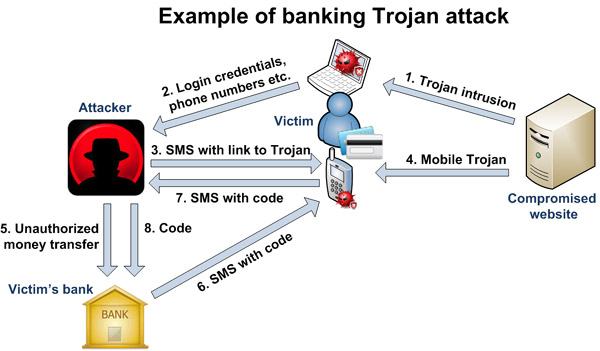 Example of banking Trojan attack
2. Login credentials,
phone numbers etc.
1. Trojan intrusion
Attacker
Victim
3. SMS with link to Trojan
4. Mobile Trojan
7. SMS with code
Compromised
website
5. Unauthorized
money transfer
8. Code
6. SMS with code
Victim's bank
BANK